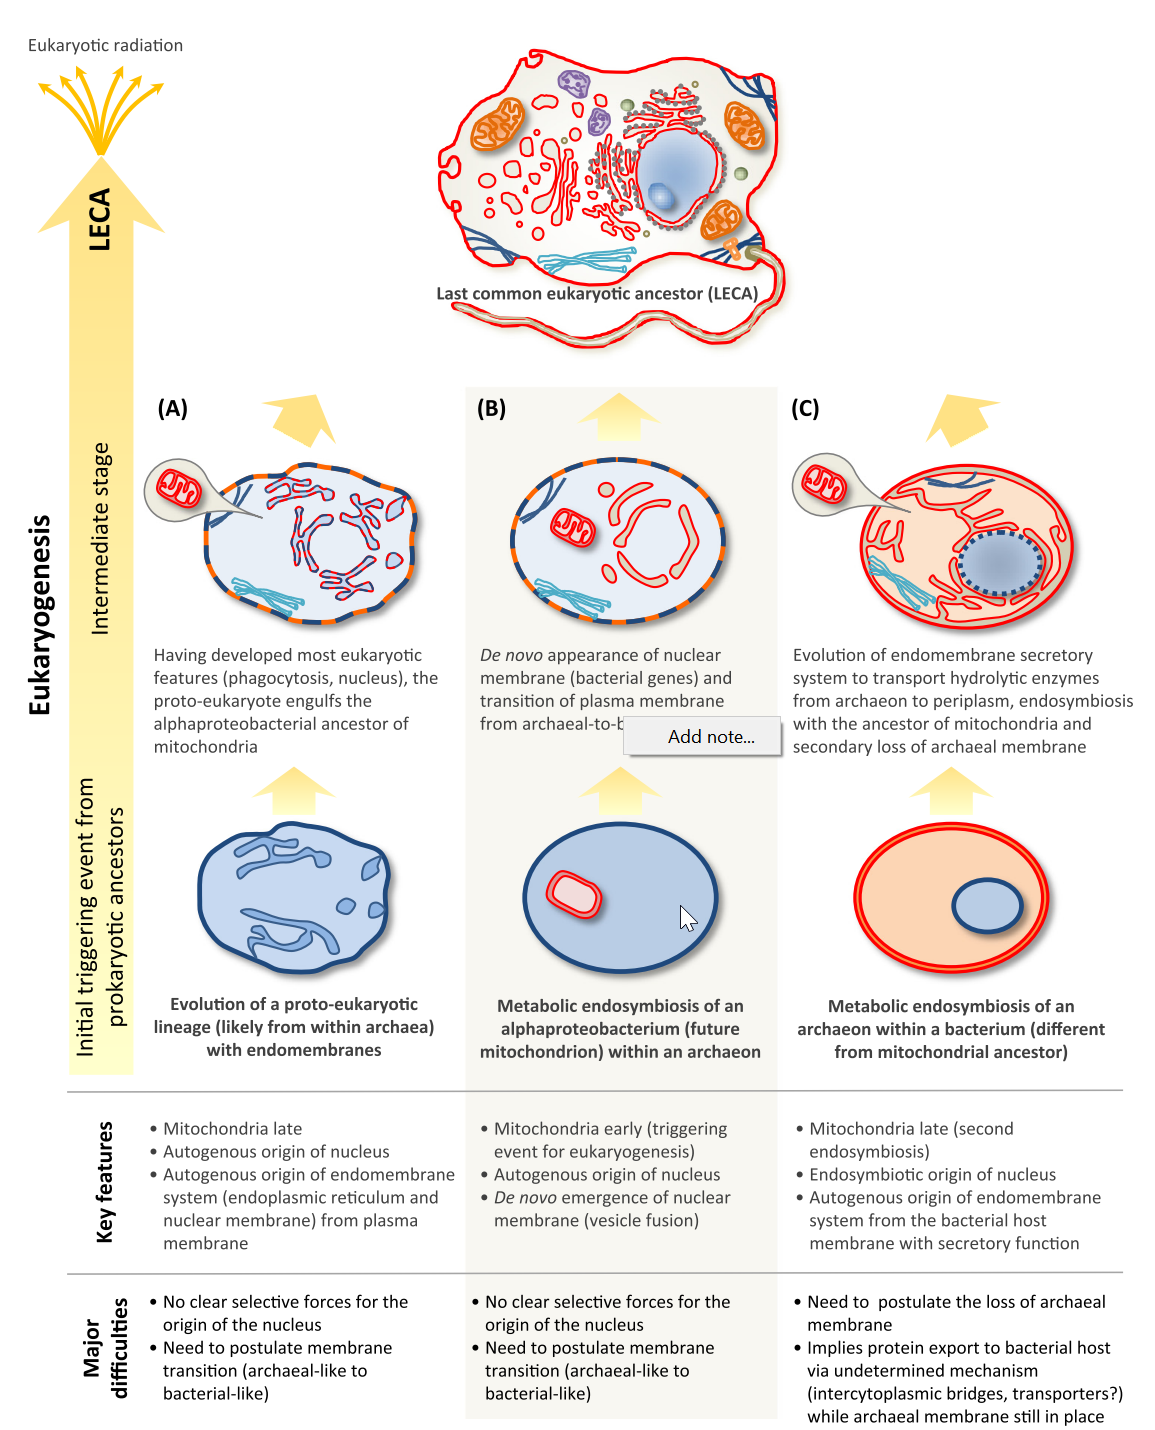 Eukaryotic radiation
LECA
Last common eukaryotic ancestor (LECA)
Eukaryogenesis
Intermediate stage
Initial triggering event from
prokaryotic ancestors
(A)
Having developed most eukaryotic
features (phagocytosis, nucleus), the
proto-eukaryote engulfs the
alphaproteobacterial ancestor of
mitochondria
Evolution of a proto-eukaryotic
lineage (likely from within archaea)
with endomembranes
(B)
De novo appearance of nuclear
membrane (bacterial genes) and
transition of plasma membrane
from archaeal-to-b
Add note...
Metabolic endosymbiosis of an
alphaproteobacterium (future
mitochondrion) within an archaeon
(C)
Evolution of endomembrane secretory
system to transport hydrolytic enzymes
from archaeon to periplasm, endosymbiosis
with the ancestor of mitochondria and
secondary loss of archaeal membrane
Metabolic endosymbiosis of an
archaeon within a bacterium (different
from mitochondrial ancestor)
Key features
• Mitochondria late
• Autogenous origin of nucleus
• Autogenous origin of endomembrane
system (endoplasmic reticulum and
nuclear membrane) from plasma
membrane
• Mitochondria early (triggering
event for eukaryogenesis)
• Autogenous origin of nucleus
• De novo emergence of nuclear
membrane (vesicle fusion)
• Mitochondria late (second
endosymbiosis)
• Endosymbiotic origin of nucleus
• Autogenous origin of endomembrane
system from the bacterial host
membrane with secretory function
Major
difficulties
• No clear selective forces for the
origin of the nucleus
• Need to postulate membrane
transition (archaeal-like to
bacterial-like)
• No clear selective forces for the
origin of the nucleus
• Need to postulate membrane
transition (archaeal-like to
bacterial-like)
• Need to postulate the loss of archaeal
membrane
• Implies protein export to bacterial host
via undetermined mechanism
(intercytoplasmic bridges, transporters?)
while archaeal membrane still in place